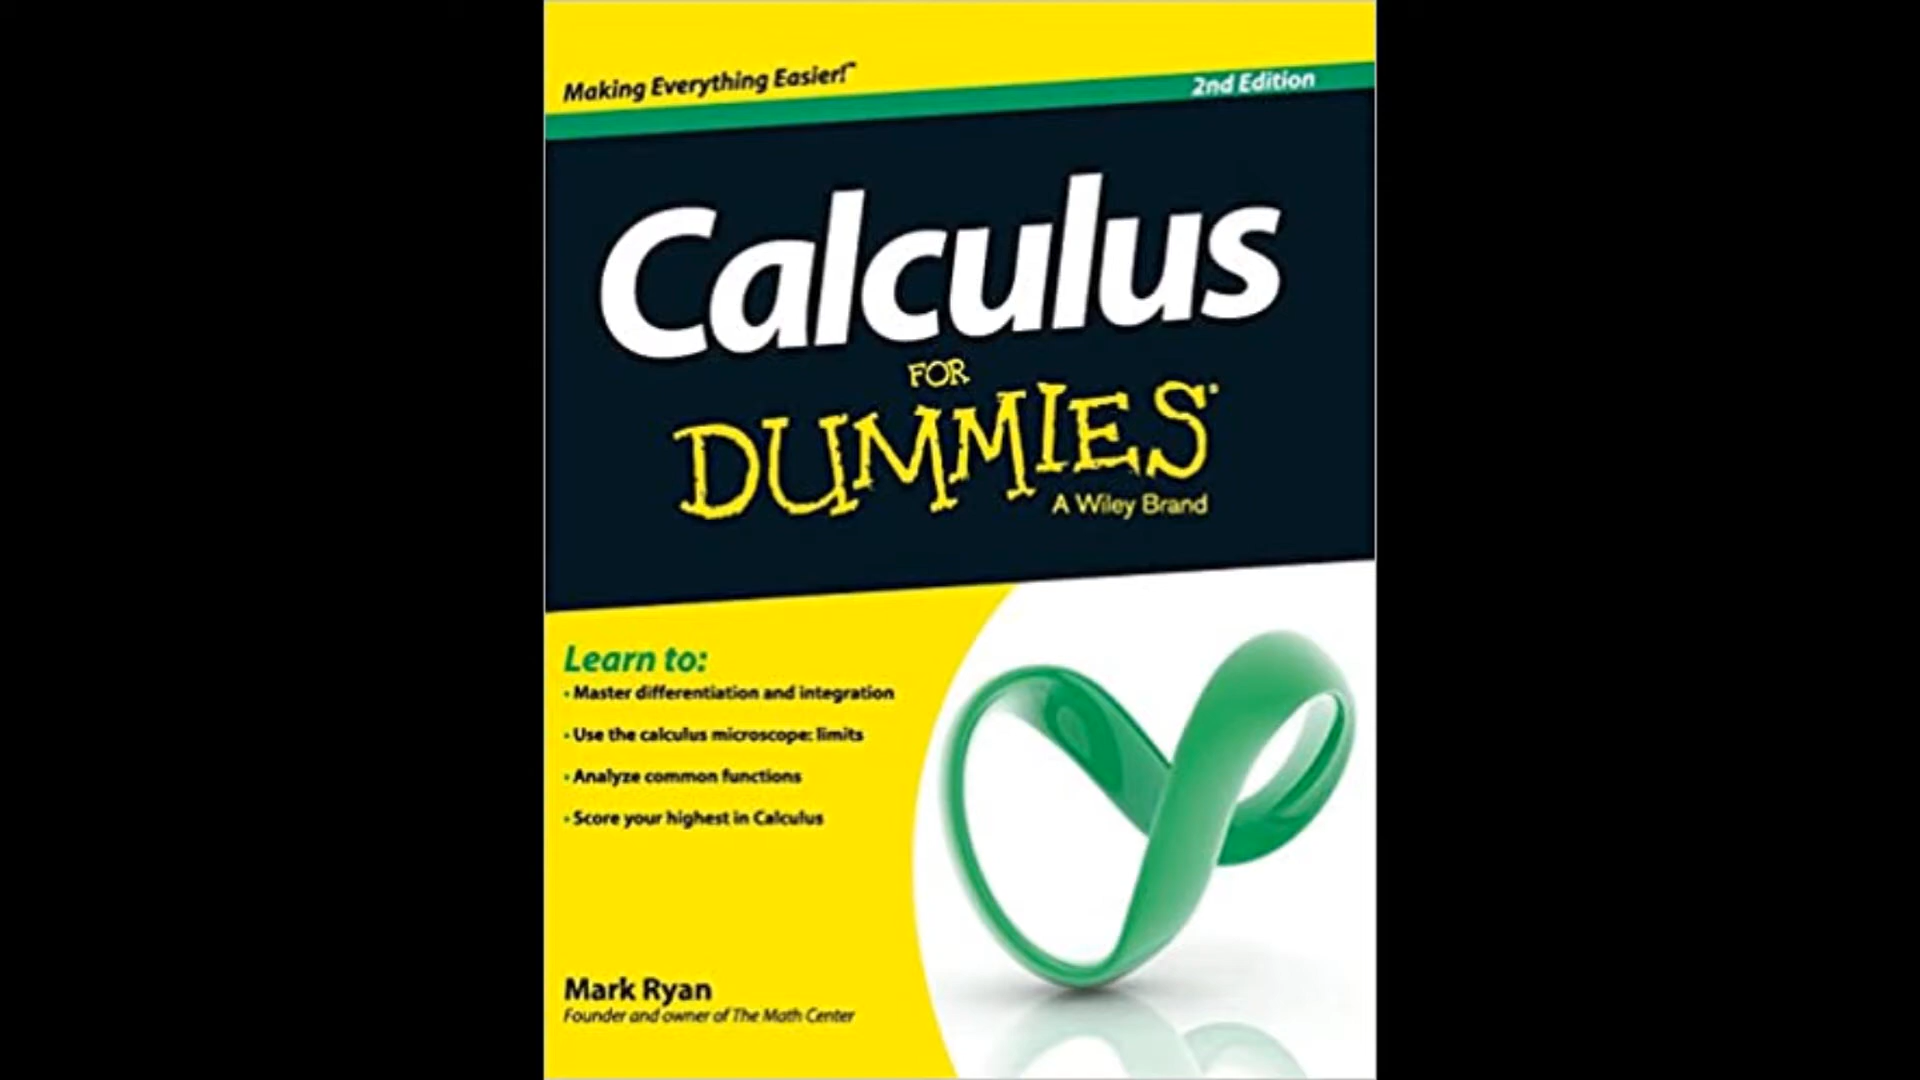 Making Everything Easier!™
2nd Edition
Calculus
FOR
DUMMIES®
A Wiley Brand
Learn to:
• Master differentiation and integration
• Use the calculus microscope: limits
• Analyze common functions
• Score your highest in Calculus
Mark Ryan
Founder and owner of The Math Center